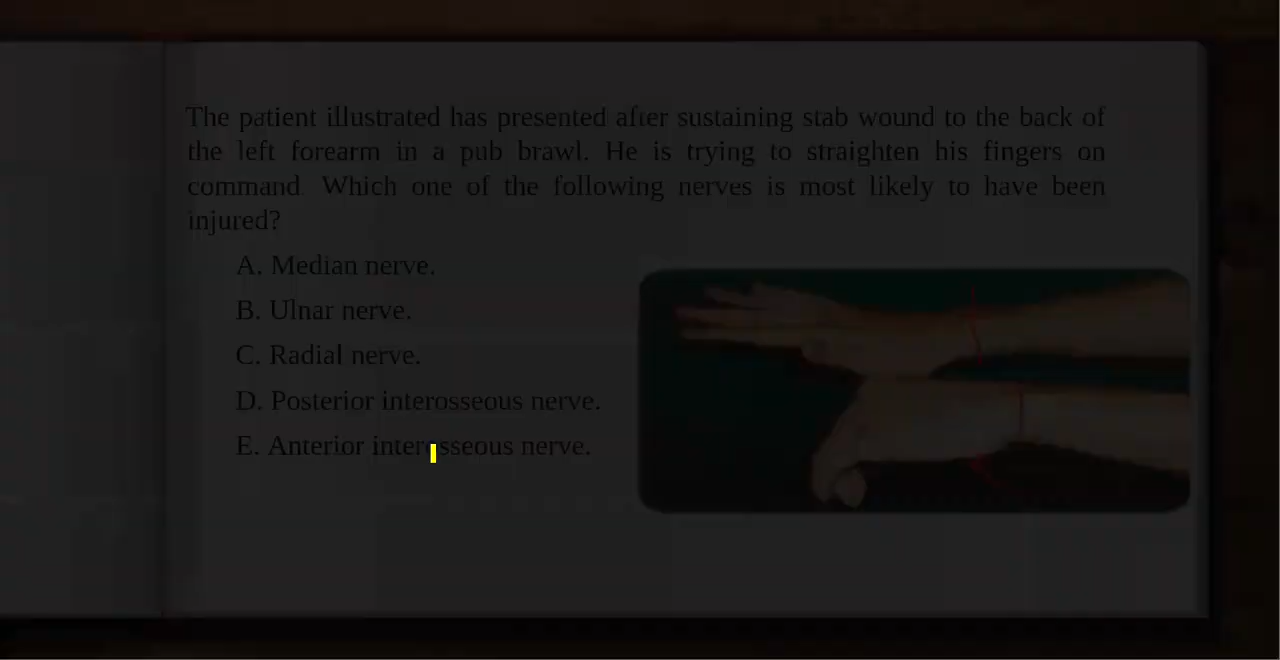 The patient illustrated has presented after sustaining stab wound to the back of
the left forearm in a pub brawl. He is trying to straighten his fingers on
command. Which one of the following nerves is most likely to have been
injured?
A. Median nerve.
B. Ulnar nerve.
C. Radial nerve.
D. Posterior interosseous nerve.
E. Anterior interosseous nerve.